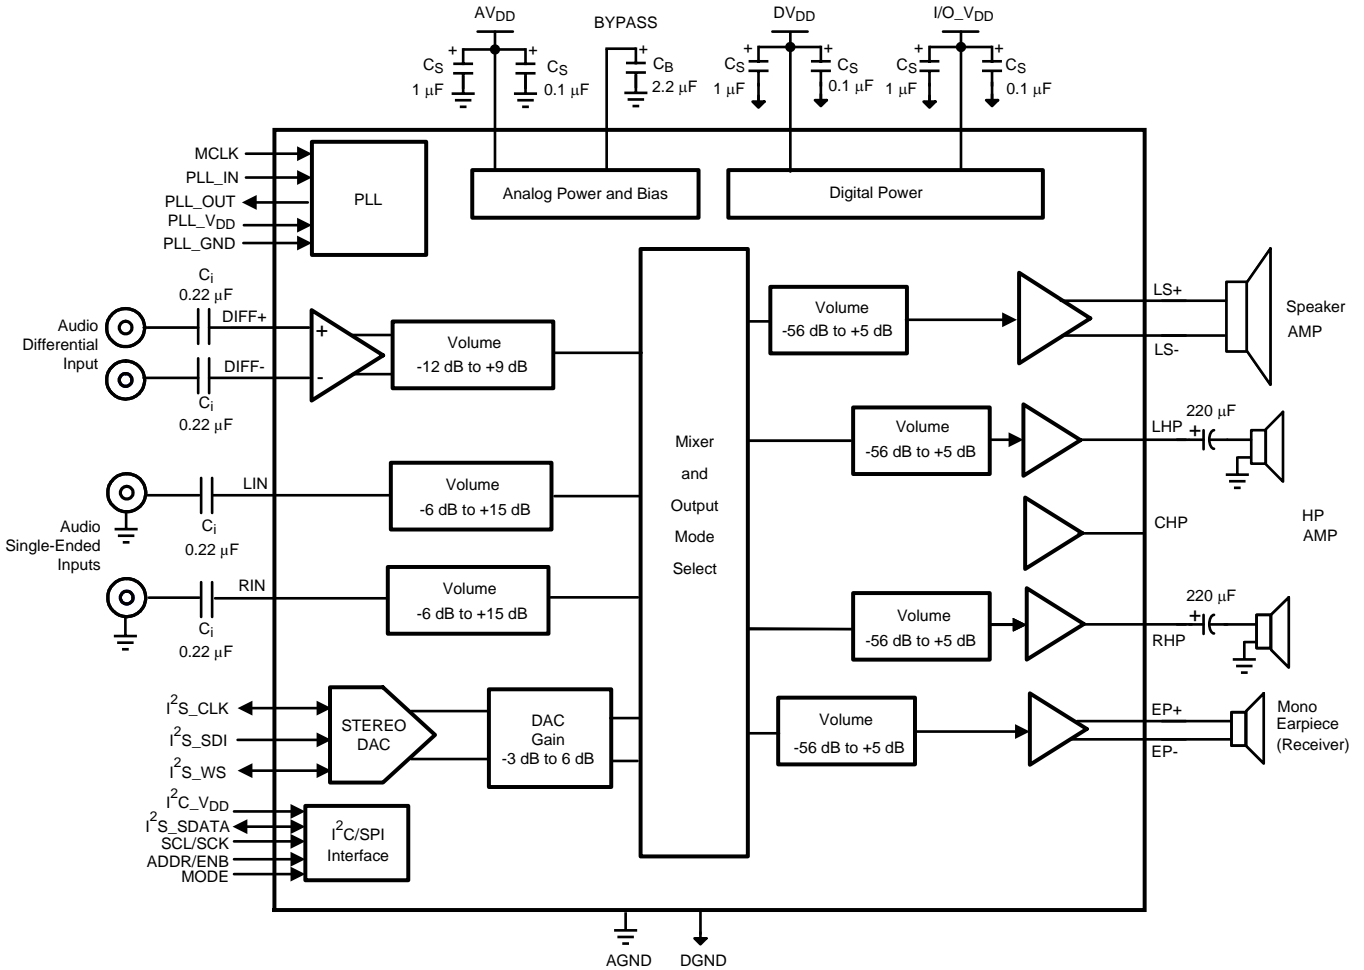 AVDD
BYPASS
DVDD
I/O_VDD
+
+
+
+
+
+
+
CS
1 µF
CS
0.1 µF
CB
2.2 µF
CS
1 µF
CS
0.1 µF
CS
1 µF
CS
0.1 µF
MCLK
PLL_IN
PLL_OUT
PLL_VDD
PLL_GND
PLL
Analog Power and Bias
Digital Power
Ci
0.22 µF
DIFF+
Audio
Differential
Input
DIFF-
Ci
0.22 µF
+
-
Volume
-12 dB to +9 dB
LIN
Ci
0.22 µF
Audio
Single-Ended
Inputs
Volume
-6 dB to +15 dB
RIN
Ci
0.22 µF
Volume
-6 dB to +15 dB
I2S_CLK
I2S_SDI
I2S_WS
STEREO
DAC
DAC
Gain
-3 dB to 6 dB
I2C_VDD
I2S_SDATA
SCL/SCK
ADDR/ENB
MODE
I2C/SPI
Interface
Mixer
and
Output
Mode
Select
Volume
-56 dB to +5 dB
LS+
LS-
Speaker
AMP
Volume
-56 dB to +5 dB
LHP
220 µF
+
CHP
HP
AMP
Volume
-56 dB to +5 dB
RHP
220 µF
+
Volume
-56 dB to +5 dB
EP+
EP-
Mono
Earpiece
(Receiver)
AGND
DGND